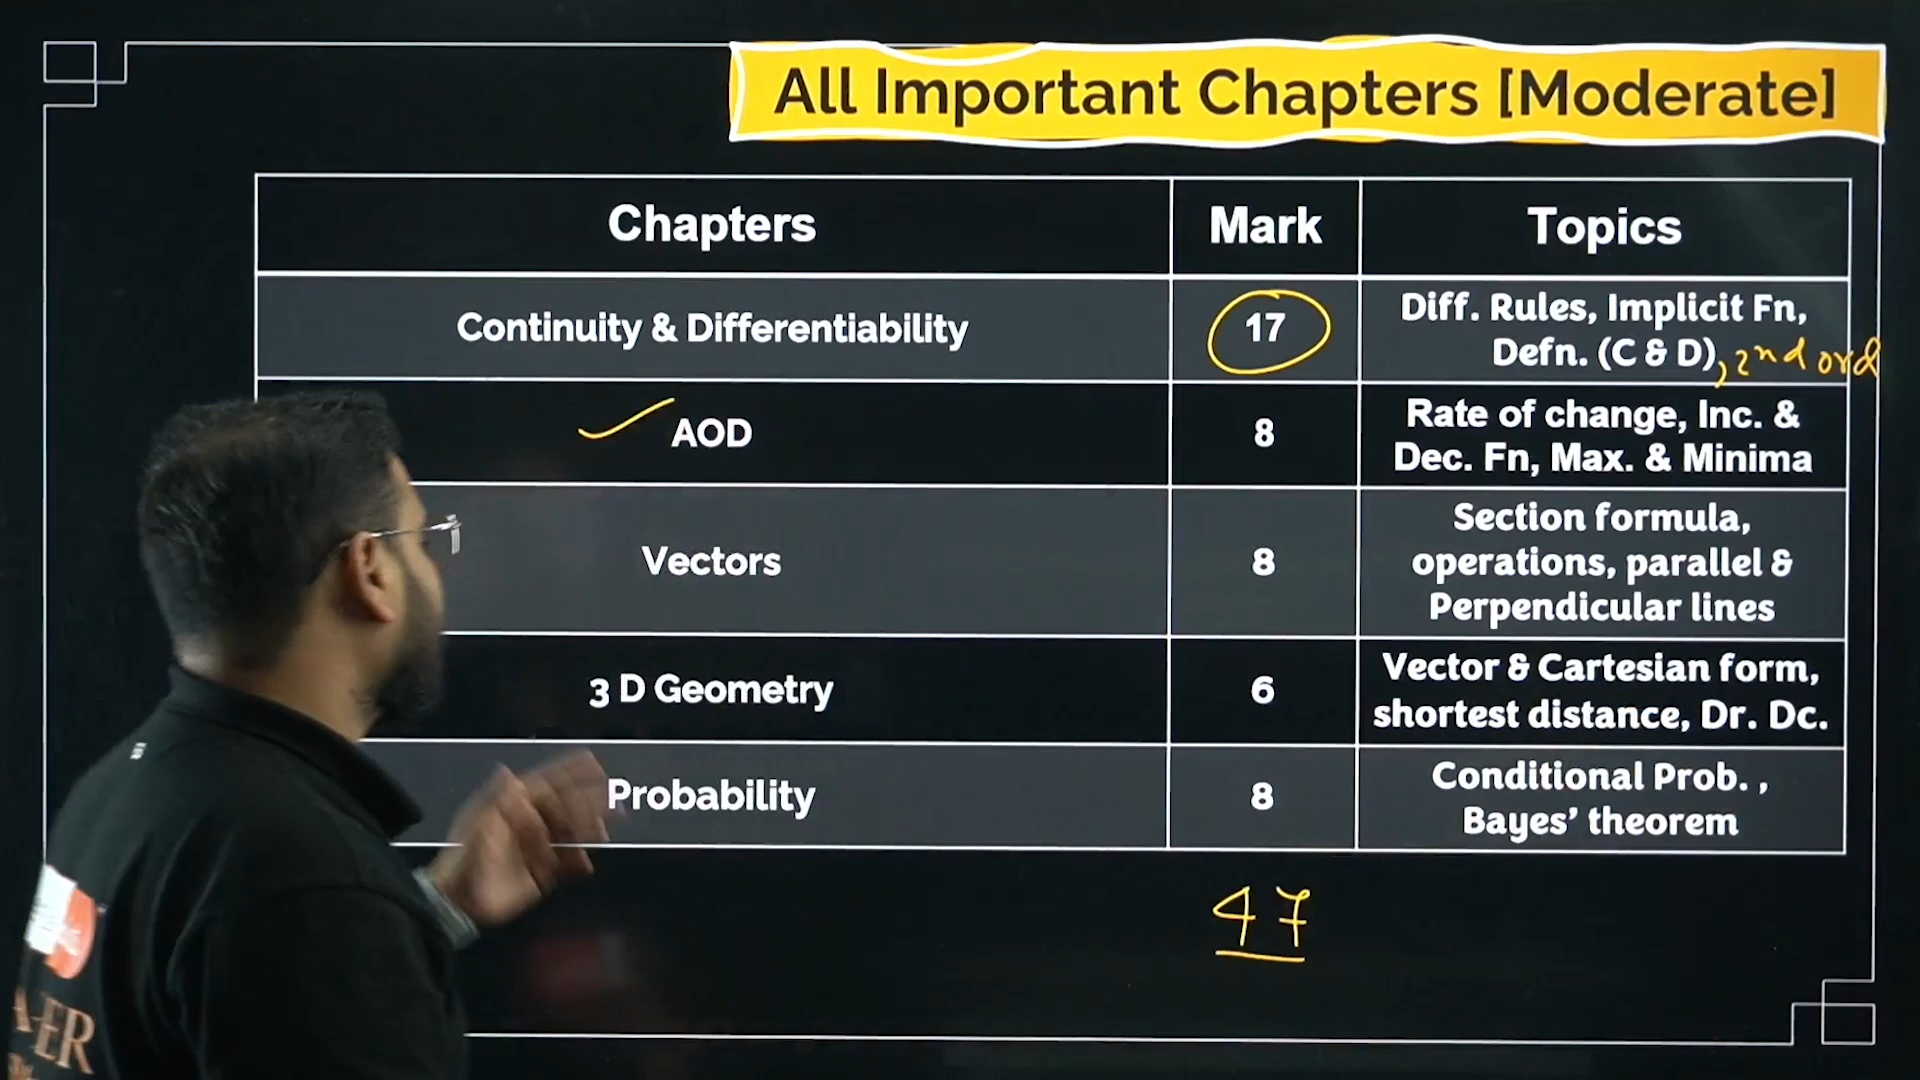 All Important Chapters [Moderate]
Chapters
Mark
Topics
Continuity & Differentiability
17
Diff. Rules, Implicit Fn,
Defn. (C & D), 2nd ord
AOD
8
Rate of change, Inc. &
Dec. Fn, Max. & Minima
Vectors
8
Section formula,
operations, parallel &
Perpendicular lines
3 D Geometry
6
Vector & Cartesian form,
shortest distance, Dr. Dc.
Probability
8
Conditional Prob. ,
Bayes’ theorem
47